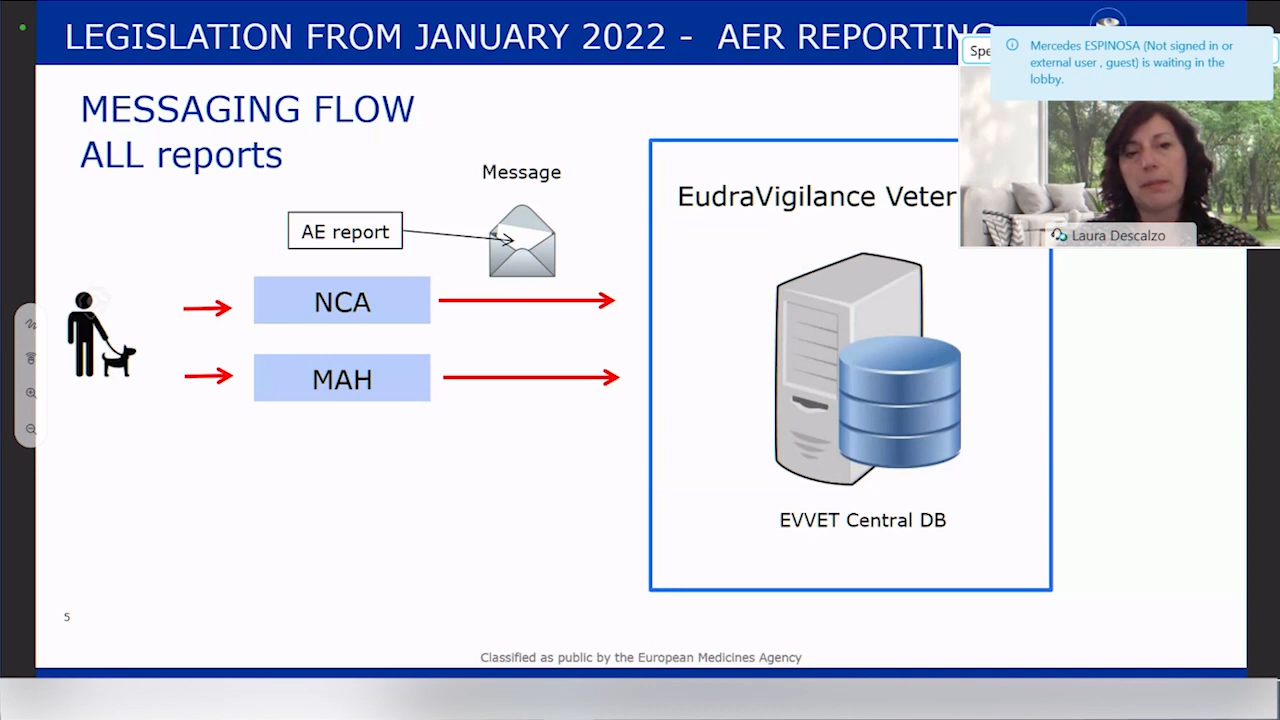 LEGISLATION FROM JANUARY 2022 - AER REPORTING
Mercedes ESPINOSA (Not signed in or
external user , guest) is waiting in the
lobby.
MESSAGING FLOW
ALL reports
Message
AE report
EudraVigilance Veter
Laura Descalzo
NCA
MAH
EVVET Central DB
5
Classified as public by the European Medicines Agency